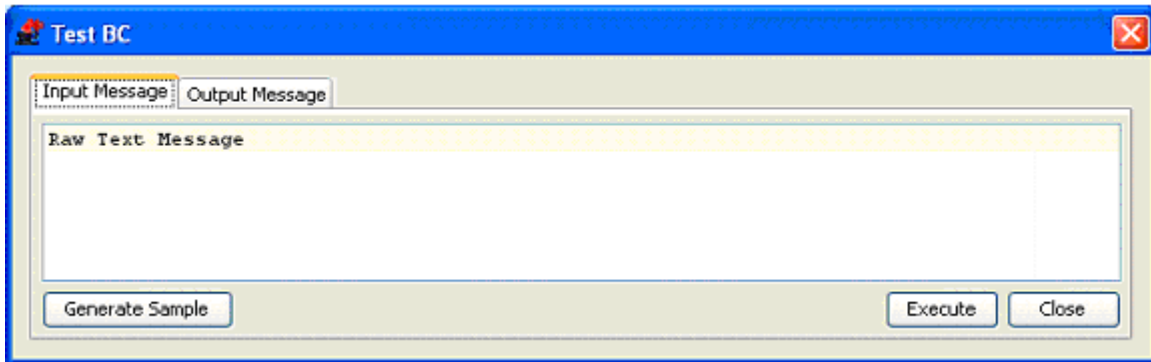 Test BC
Input Message Output Message
Raw Text Message
Generate Sample Execute Close